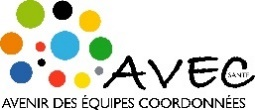 AVEC
SANTÉ
AVENIR DES ÉQUIPES COORDONNÉES